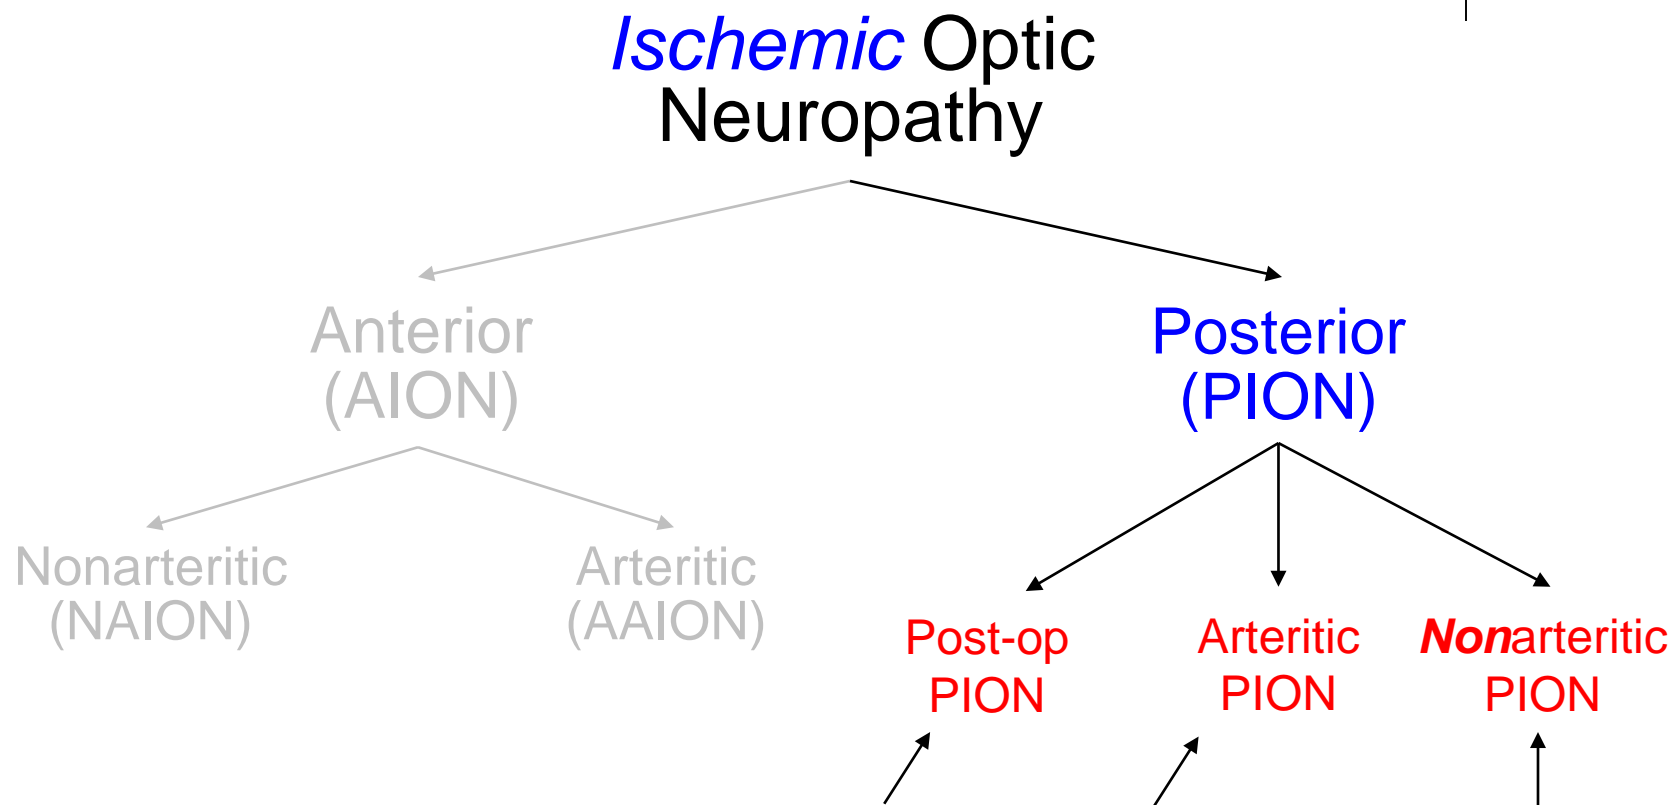 Ischemic Optic
Neuropathy
Anterior
(AION)
Posterior
(PION)
Nonarteritic
(NAION)
Arteritic
(AAION)
Post-op
PION
Arteritic
PION
Nonarteritic
PION